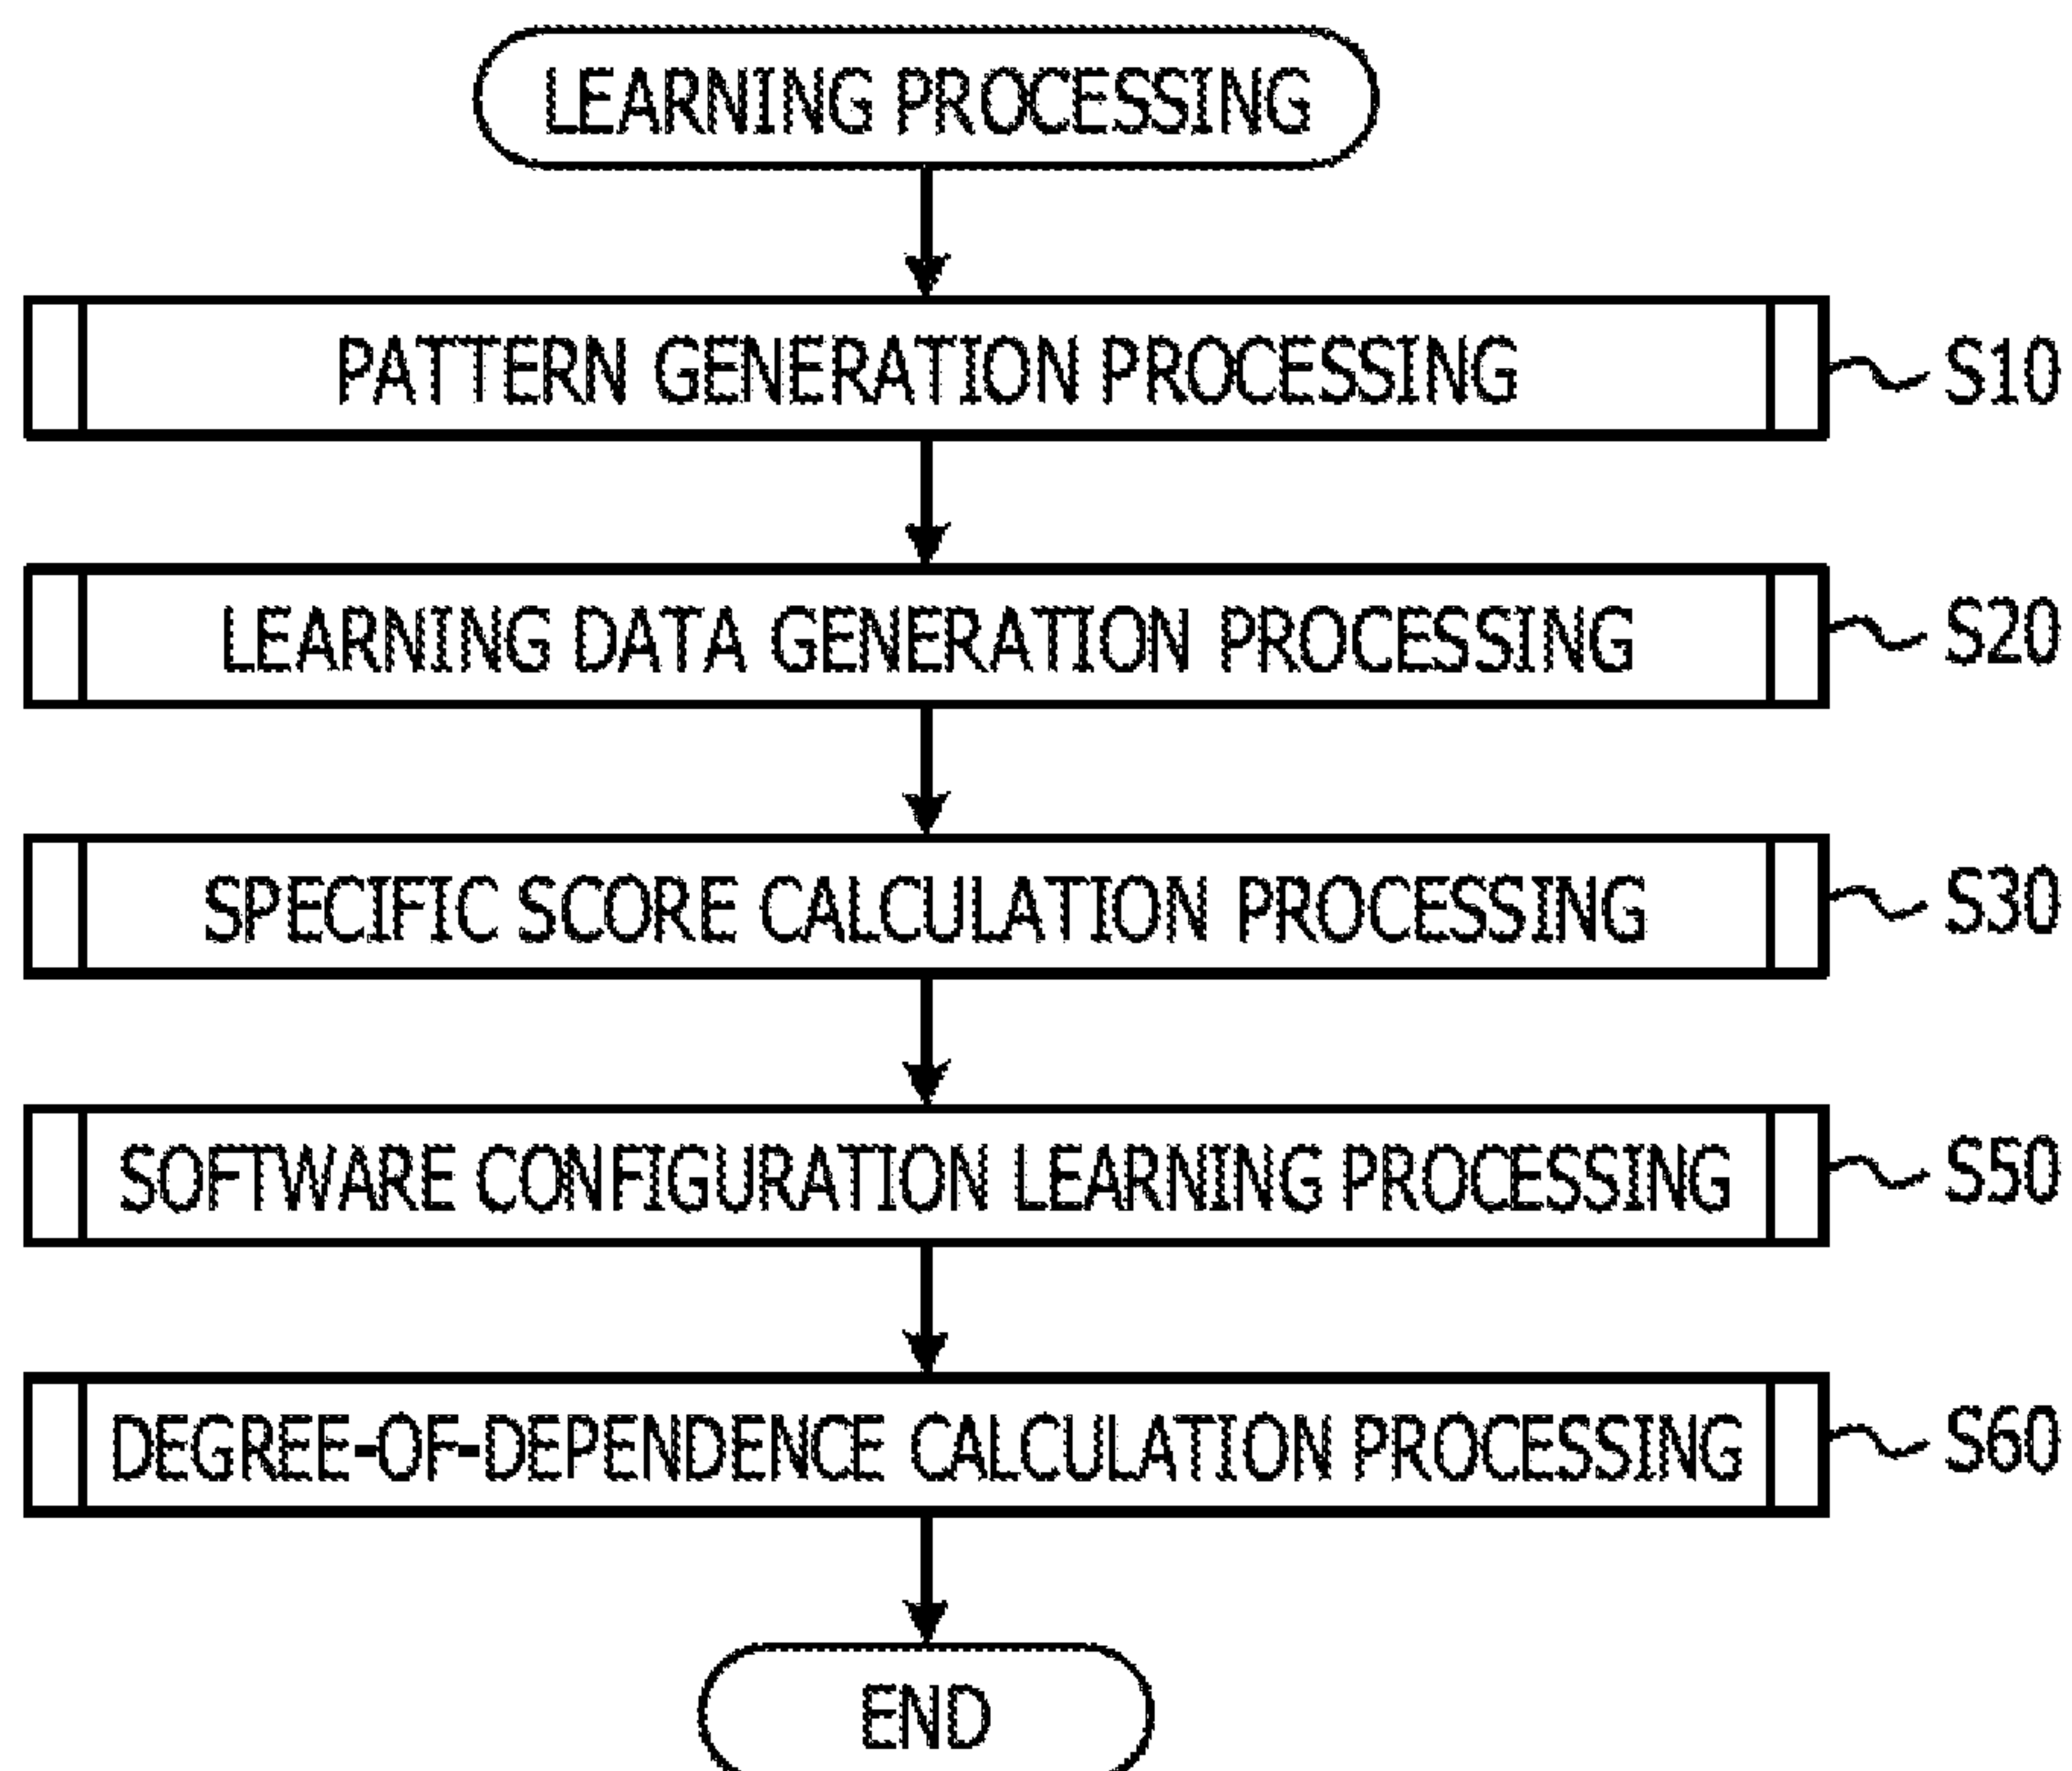 LEARNING PROCESSING
PATTERN GENERATION PROCESSING S10
LEARNING DATA GENERATION PROCESSING S20
SPECIFIC SCORE CALCULATION PROCESSING S30
SOFTWARE CONFIGURATION LEARNING PROCESSING S50
DEGREE-OF-DEPENDENCE CALCULATION PROCESSING S60
END